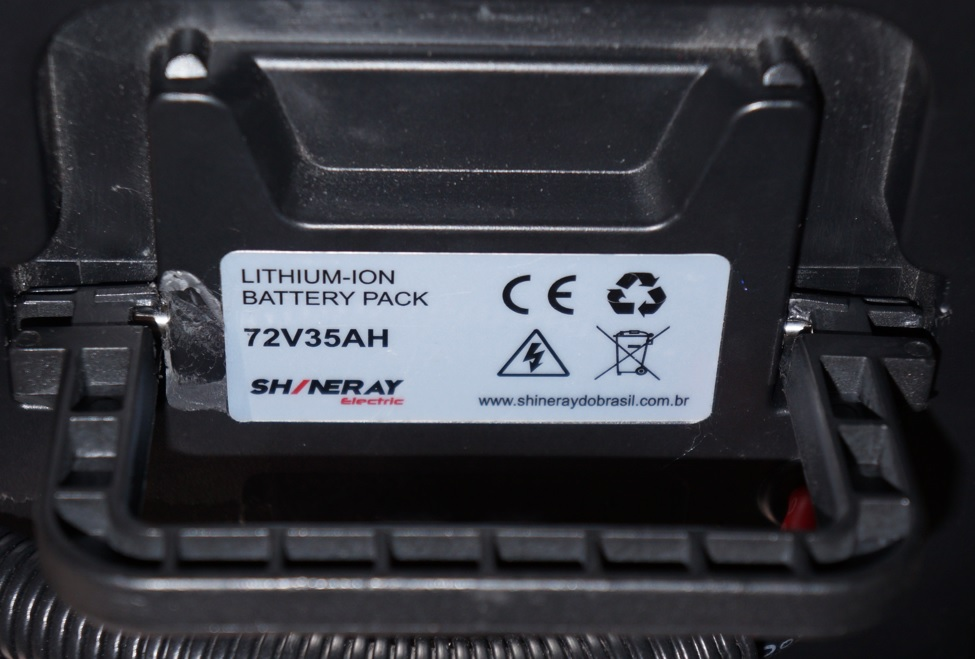 LITHIUM-ION
BATTERY PACK
72V35AH
SHINERAY
Electric
CE
www.shineraydobrasil.com.br